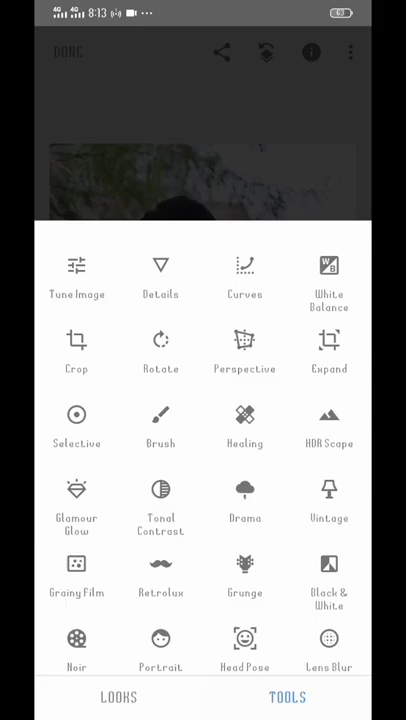 4G 4G 8:13 63
DONE
Tune Image Details Curves White Balance
Crop Rotate Perspective Expand
Selective Brush Healing HDR Scape
Glamour Glow Tonal Contrast Drama Vintage
Grainy Film Retrolux Grunge Black & White
Noir Portrait Head Pose Lens Blur
LOOKS TOOLS